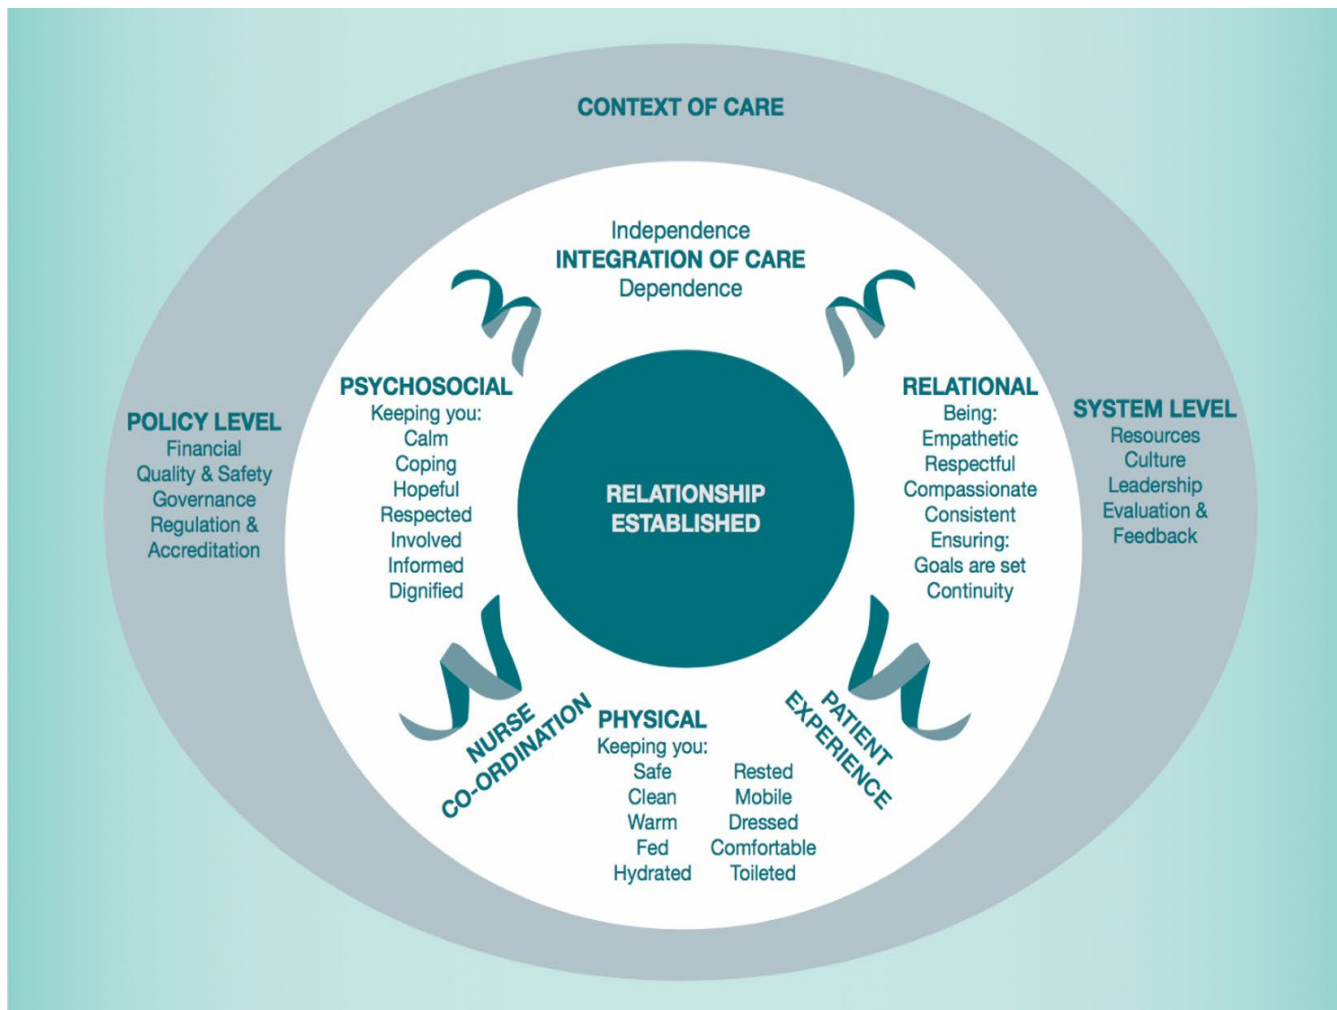 CONTEXT OF CARE
Independence
INTEGRATION OF CARE
Dependence
POLICY LEVEL
Financial
Quality & Safety
Governance
Regulation &
Accreditation
PSYCHOSOCIAL
Keeping you:
Calm
Coping
Hopeful
Respected
Involved
Informed
Dignified
RELATIONSHIP
ESTABLISHED
RELATIONAL
Being:
Empathetic
Respectful
Compassionate
Consistent
Ensuring:
Goals are set
Continuity
SYSTEM LEVEL
Resources
Culture
Leadership
Evaluation &
Feedback
NURSE
CO-ORDINATION
PHYSICAL
Keeping you:
Safe Rested
Clean Mobile
Warm Dressed
Fed Comfortable
Hydrated Toileted
PATIENT
EXPERIENCE